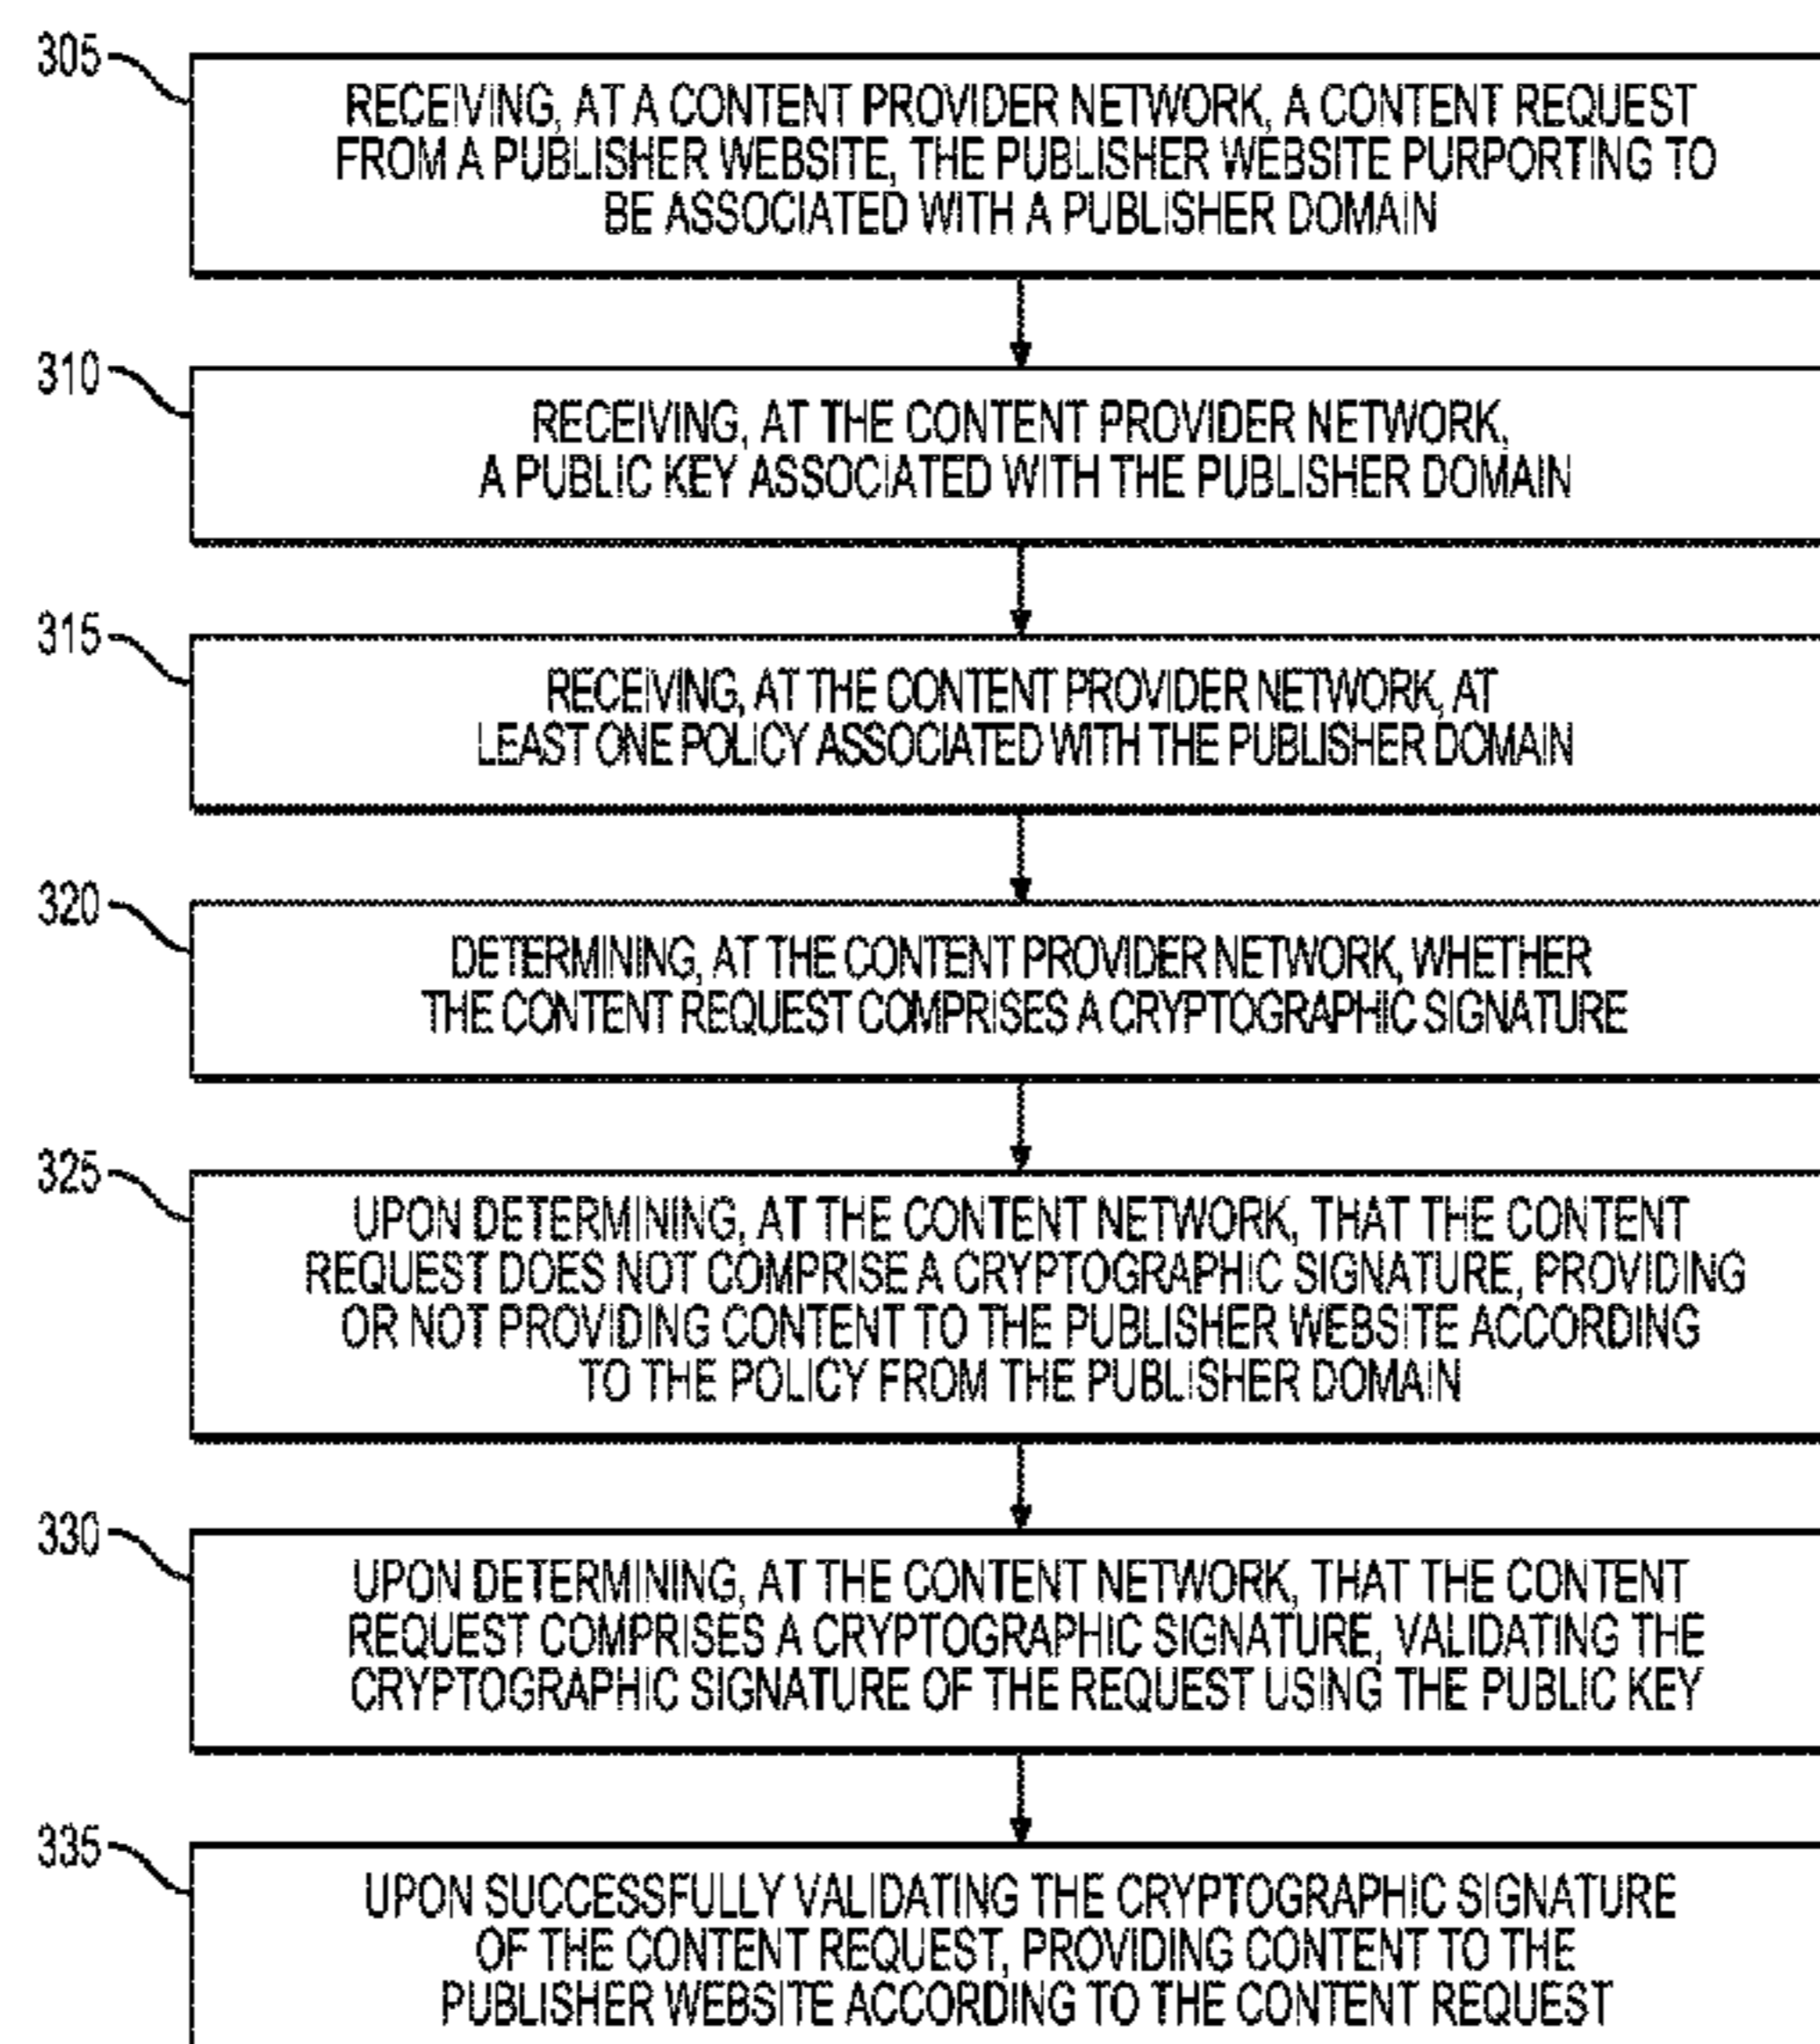 305
RECEIVING, AT A CONTENT PROVIDER NETWORK, A CONTENT REQUEST
FROM A PUBLISHER WEBSITE, THE PUBLISHER WEBSITE PURPORTING TO
BE ASSOCIATED WITH A PUBLISHER DOMAIN
310
RECEIVING, AT THE CONTENT PROVIDER NETWORK,
A PUBLIC KEY ASSOCIATED WITH THE PUBLISHER DOMAIN
315
RECEIVING, AT THE CONTENT PROVIDER NETWORK, AT
LEAST ONE POLICY ASSOCIATED WITH THE PUBLISHER DOMAIN
320
DETERMINING, AT THE CONTENT PROVIDER NETWORK, WHETHER
THE CONTENT REQUEST COMPRISES A CRYPTOGRAPHIC SIGNATURE
325
UPON DETERMINING, AT THE CONTENT NETWORK, THAT THE CONTENT
REQUEST DOES NOT COMPRISE A CRYPTOGRAPHIC SIGNATURE, PROVIDING
OR NOT PROVIDING CONTENT TO THE PUBLISHER WEBSITE ACCORDING
TO THE POLICY FROM THE PUBLISHER DOMAIN
330
UPON DETERMINING, AT THE CONTENT NETWORK, THAT THE CONTENT
REQUEST COMPRISES A CRYPTOGRAPHIC SIGNATURE, VALIDATING THE
CRYPTOGRAPHIC SIGNATURE OF THE REQUEST USING THE PUBLIC KEY
335
UPON SUCCESSFULLY VALIDATING THE CRYPTOGRAPHIC SIGNATURE
OF THE CONTENT REQUEST, PROVIDING CONTENT TO THE
PUBLISHER WEBSITE ACCORDING TO THE CONTENT REQUEST